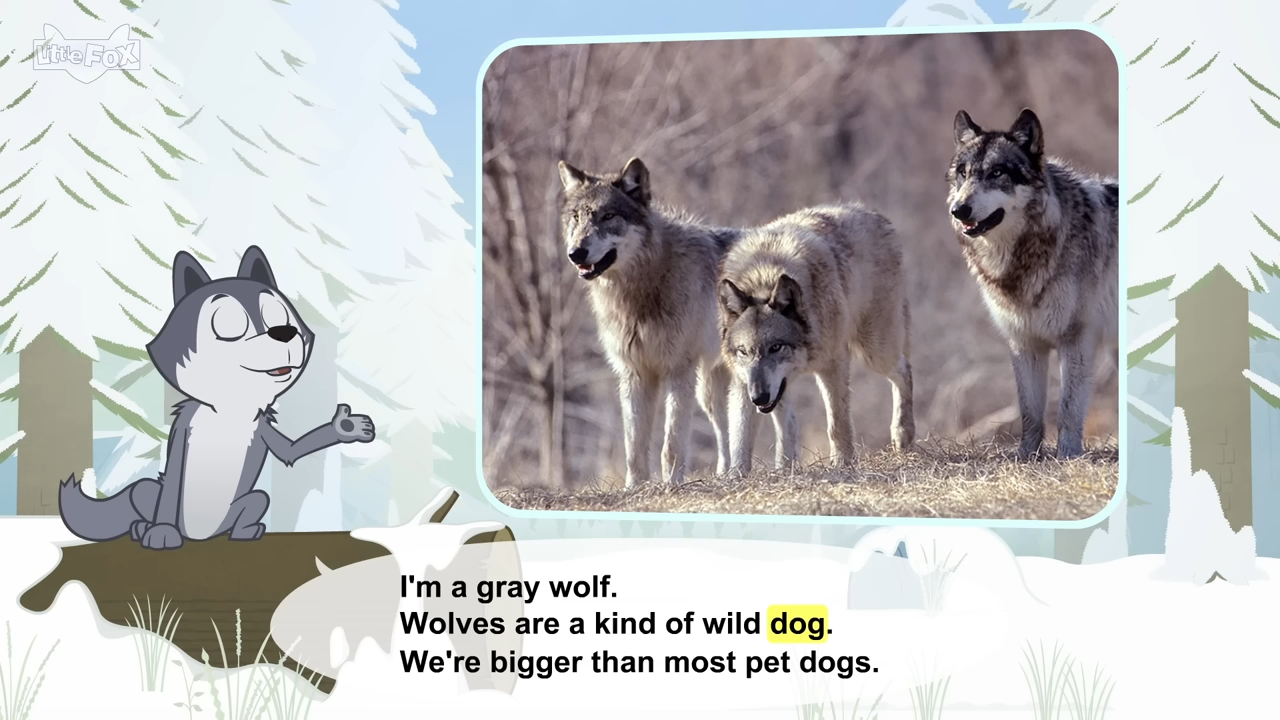 Little Fox
I'm a gray wolf.
Wolves are a kind of wild dog.
We're bigger than most pet dogs.